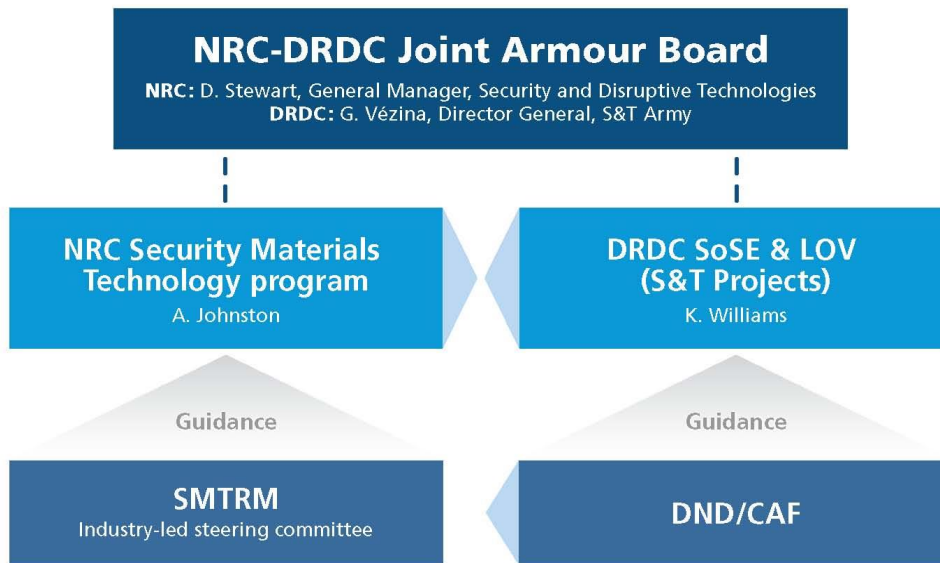 NRC-DRDC Joint Armour Board
NRC: D. Stewart, General Manager, Security and Disruptive Technologies
DRDC: G. Vézina, Director General, S&T Army
NRC Security Materials
Technology program
A. Johnston
DRDC SoSE & LOV
(S&T Projects)
K. Williams
Guidance
Guidance
SMTRM
Industry-led steering committee
DND/CAF